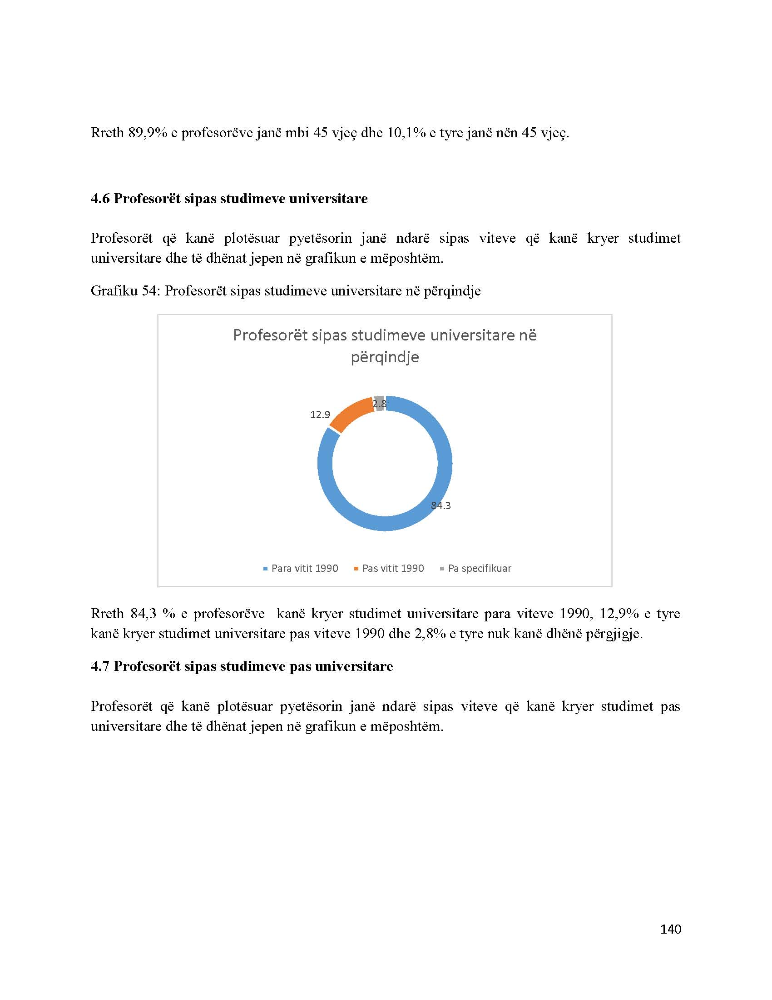 Rreth 89,9% e profesorëve janë mbi 45 vjeç dhe 10,1% e tyre janë nën 45 vjeç.
4.6 Profesorët sipas studimeve universitare
Profesorët që kanë plotësuar pyetësorin janë ndarë sipas viteve që kanë kryer studimet
universitare dhe të dhënat jepen në grafikun e mëposhtëm.
Grafiku 54: Profesorët sipas studimeve universitare në përqindje
Profesorët sipas studimeve universitare në
përqindje
2.8
12.9
84.3
Para vitit 1990 Pas vitit 1990 Pa specifikuar
Rreth 84,3 % e profesorëve kanë kryer studimet universitare para viteve 1990, 12,9% e tyre
kanë kryer studimet universitare pas viteve 1990 dhe 2,8% e tyre nuk kanë dhënë përgjigje.
4.7 Profesorët sipas studimeve pas universitare
Profesorët që kanë plotësuar pyetësorin janë ndarë sipas viteve që kanë kryer studimet pas
universitare dhe të dhënat jepen në grafikun e mëposhtëm.
140